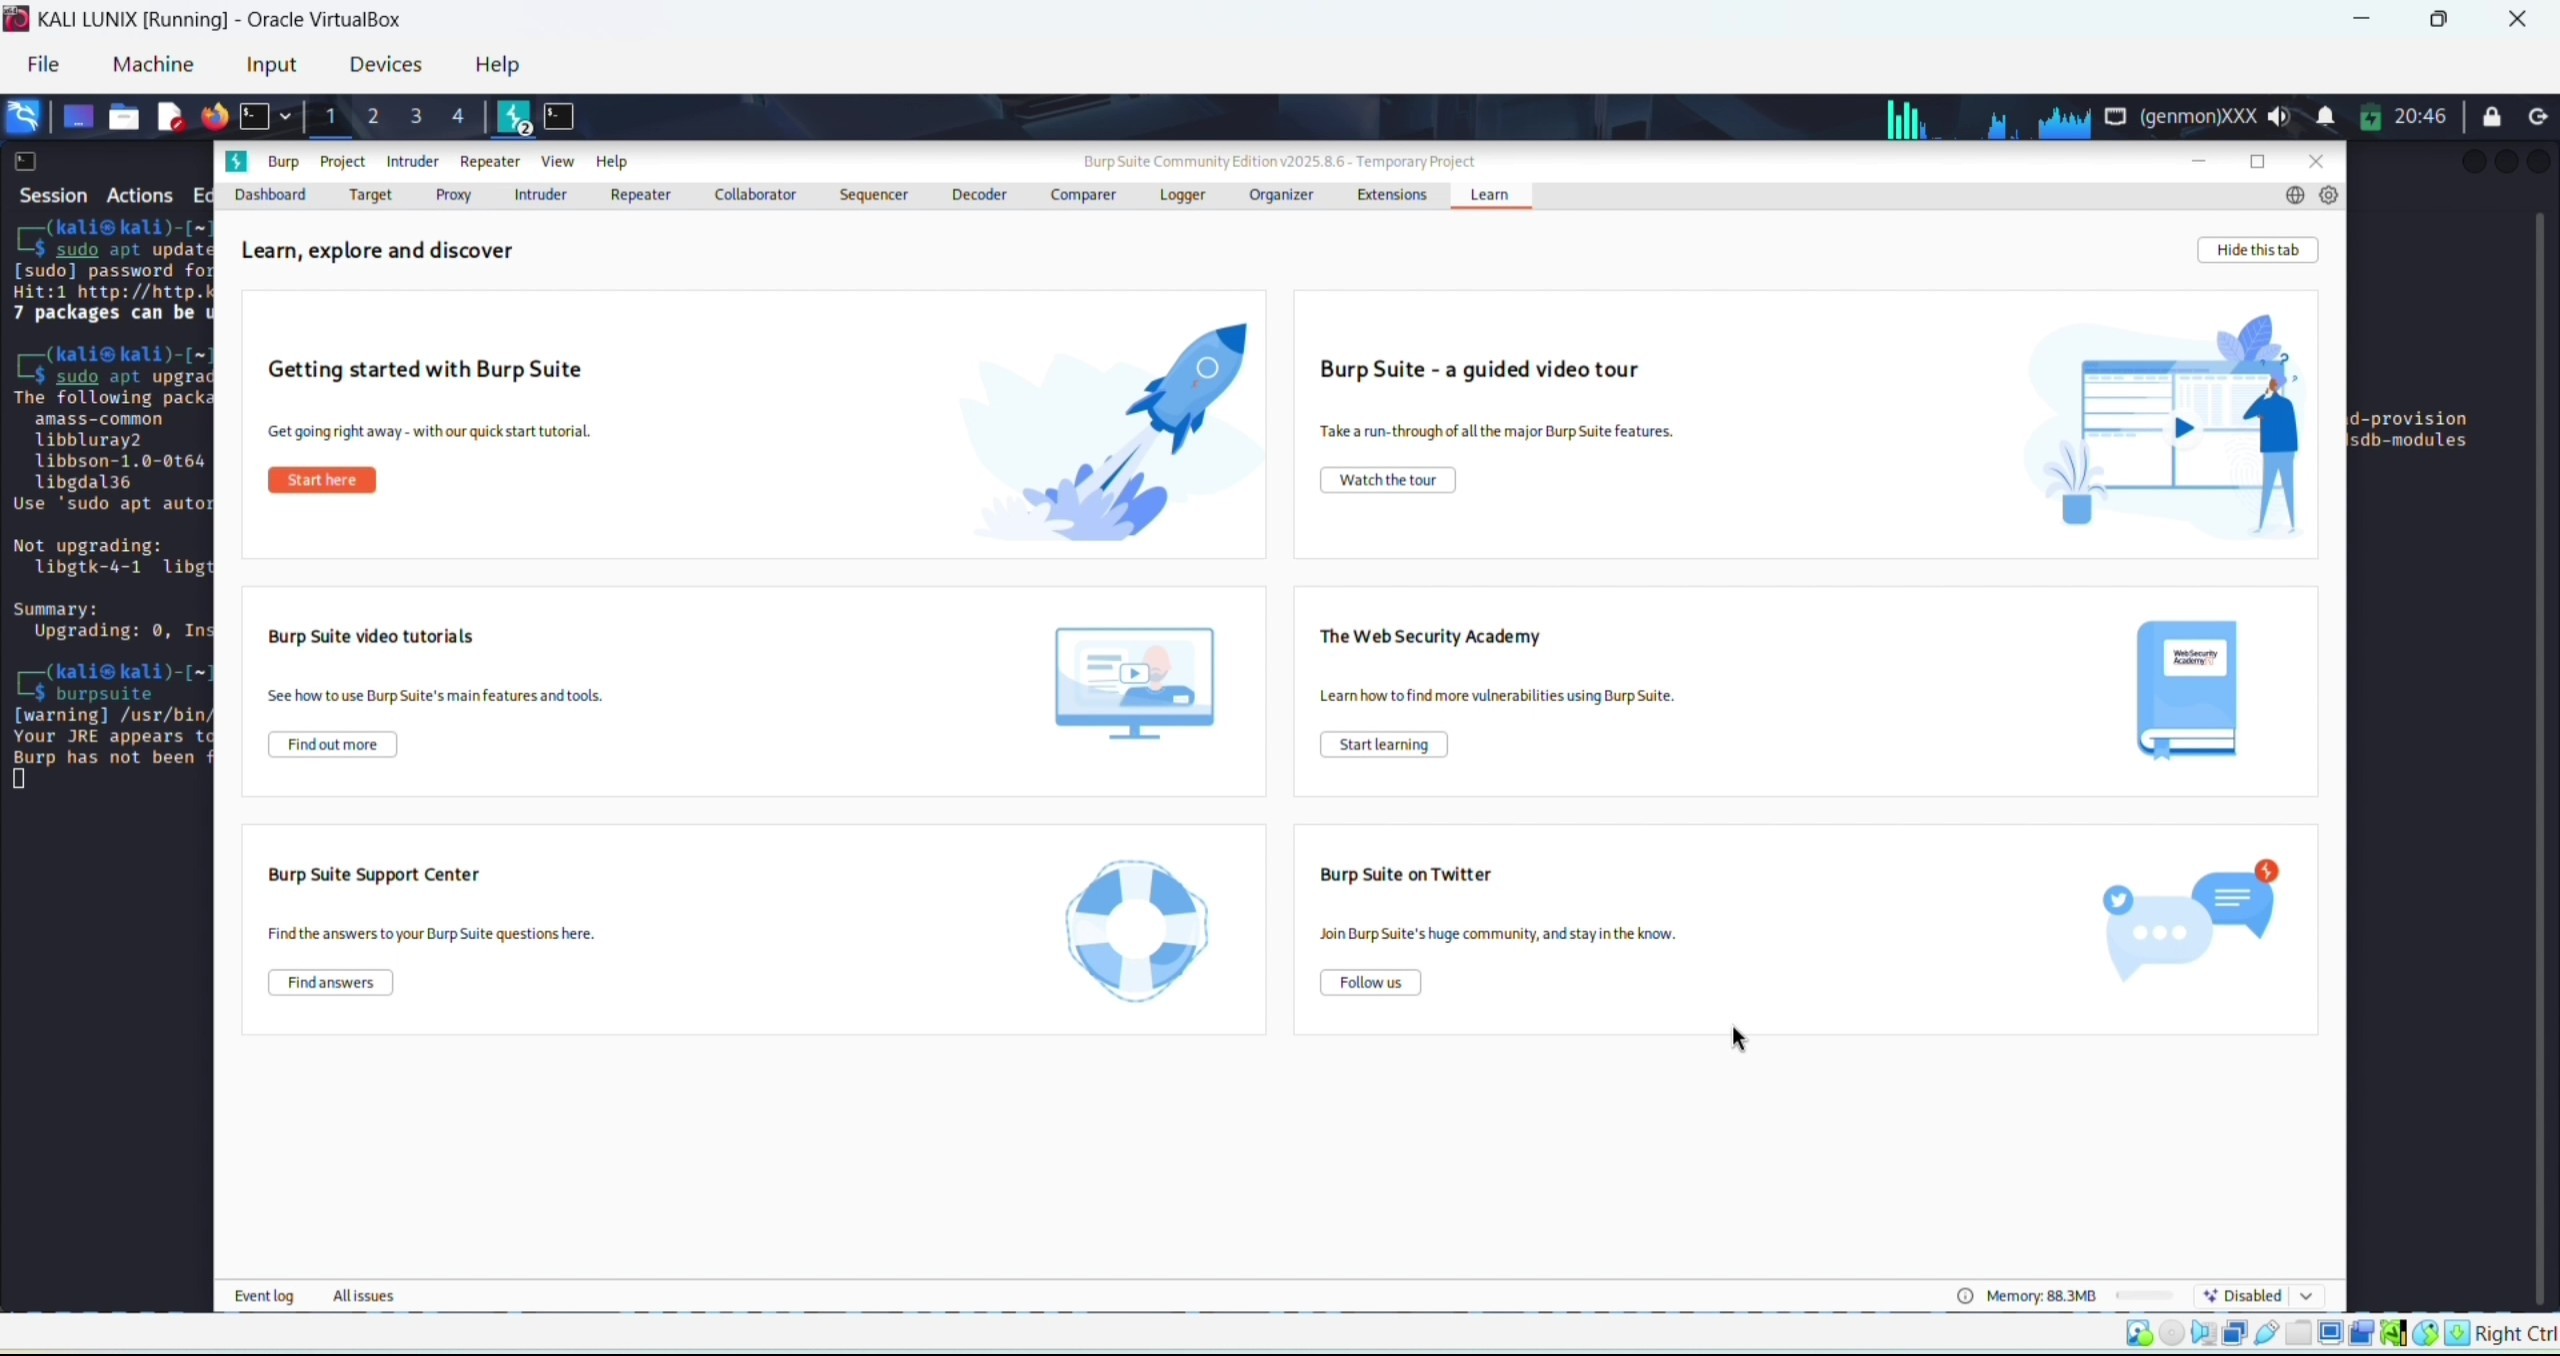 KALI LUNIX [Running] - Oracle VirtualBox
File Machine Input Devices Help
1 2 3 4 2 (genmon)XXX 20:46
Burp Project Intruder Repeater View Help Burp Suite Community Edition v2025.8.6 - Temporary Project
Dashboard Target Proxy Intruder Repeater Collaborator Sequencer Decoder Comparer Logger Organizer Extensions Learn
Session Actions Ed
(kali㉿kali)-[~]
$ sudo apt update
[sudo] password for
Hit:1 http://http.k
7 packages can be u
(kali㉿kali)-[~]
$ sudo apt upgrad
The following packa
amass-common
libbluray2
libbson-1.0-0t64
libgdal36
Use 'sudo apt autor
Not upgrading:
libgtk-4-1 libgt
Summary:
Upgrading: 0, Ins
(kali㉿kali)-[~]
$ burpsuite
[warning] /usr/bin/
Your JRE appears to
Burp has not been f
d-provision
sdb-modules
Learn, explore and discover
Hide this tab
Getting started with Burp Suite
Get going right away - with our quick start tutorial.
Start here
Burp Suite - a guided video tour
Take a run-through of all the major Burp Suite features.
Watch the tour
Burp Suite video tutorials
See how to use Burp Suite's main features and tools.
Find out more
The Web Security Academy
Learn how to find more vulnerabilities using Burp Suite.
Start learning
WebSecurity
Academy
Burp Suite Support Center
Find the answers to your Burp Suite questions here.
Find answers
Burp Suite on Twitter
Join Burp Suite's huge community, and stay in the know.
Follow us
Event log All issues Memory: 88.3MB Disabled
Right Ctrl